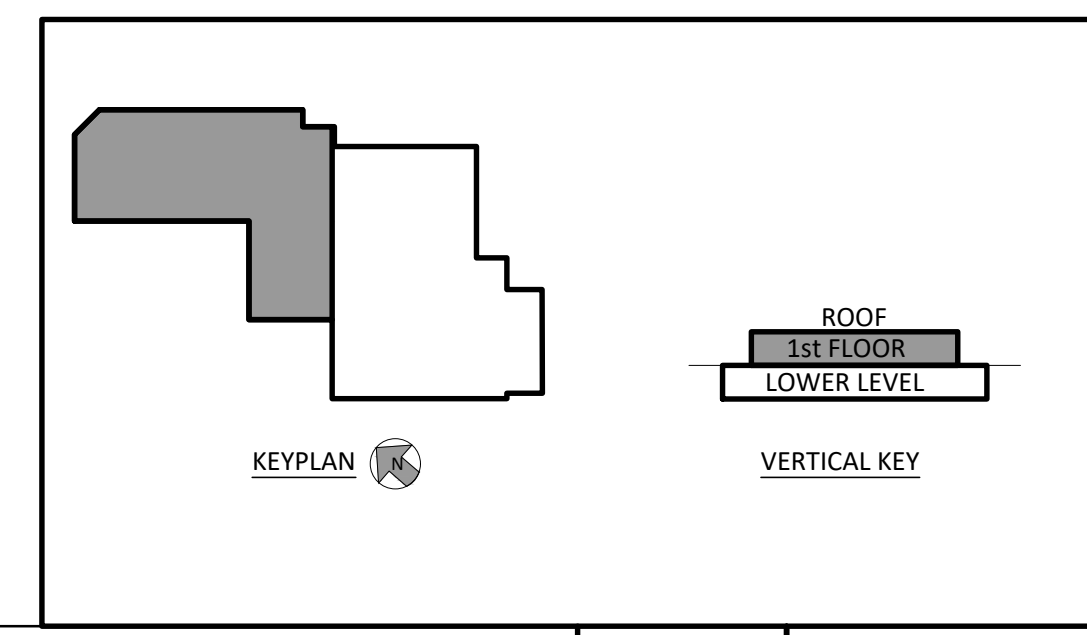 ROOF
1st FLOOR
LOWER LEVEL
KEYPLAN
N
VERTICAL KEY